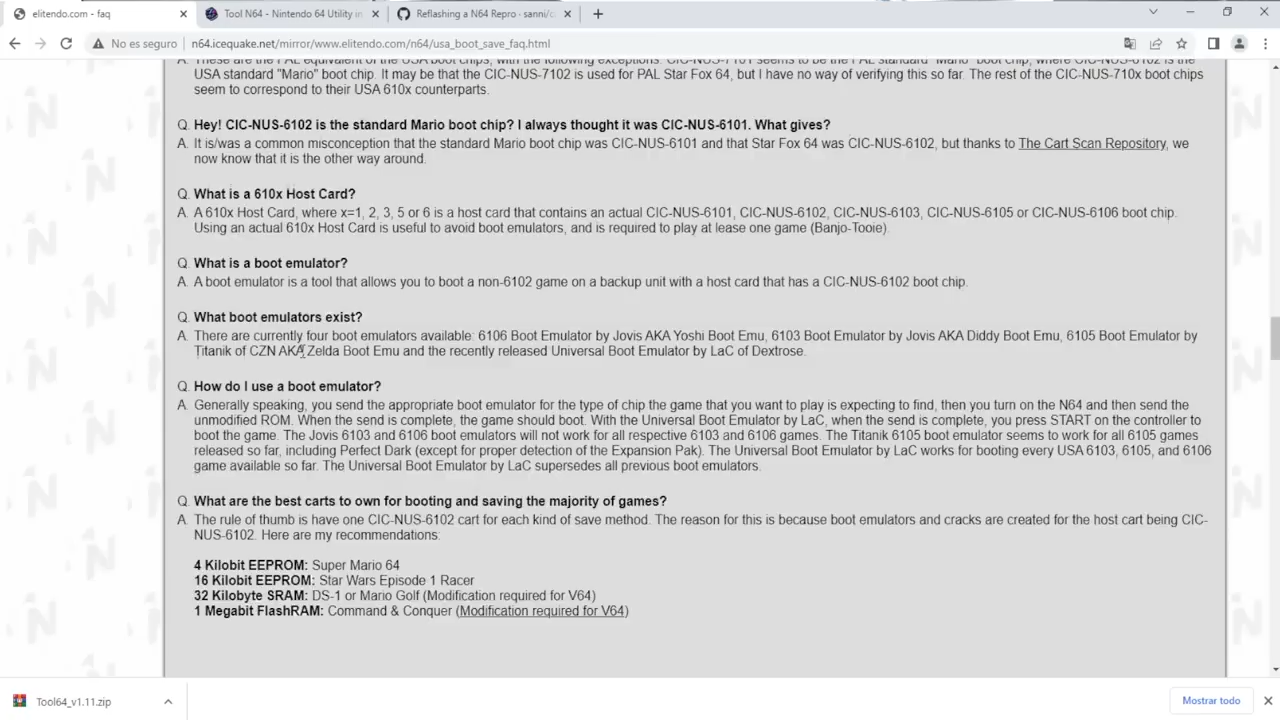 elitendo.com - faq
Tool N64 - Nintendo 64 Utility in
Reflashing a N64 Repro · sanni/c
No es seguro
n64.icequake.net/mirror/www.elitendo.com/n64/usa_boot_save_faq.html
USA standard "Mario" boot chip. It may be that the CIC-NUS-7102 is used for PAL Star Fox 64, but I have no way of verifying this so far. The rest of the CIC-NUS-710x boot chips
seem to correspond to their USA 610x counterparts.
Q. Hey! CIC-NUS-6102 is the standard Mario boot chip? I always thought it was CIC-NUS-6101. What gives?
A. It is/was a common misconception that the standard Mario boot chip was CIC-NUS-6101 and that Star Fox 64 was CIC-NUS-6102, but thanks to The Cart Scan Repository, we
now know that it is the other way around.
Q. What is a 610x Host Card?
A. A 610x Host Card, where x=1, 2, 3, 5 or 6 is a host card that contains an actual CIC-NUS-6101, CIC-NUS-6102, CIC-NUS-6103, CIC-NUS-6105 or CIC-NUS-6106 boot chip.
Using an actual 610x Host Card is useful to avoid boot emulators, and is required to play at lease one game (Banjo-Tooie).
Q. What is a boot emulator?
A. A boot emulator is a tool that allows you to boot a non-6102 game on a backup unit with a host card that has a CIC-NUS-6102 boot chip.
Q. What boot emulators exist?
A. There are currently four boot emulators available: 6106 Boot Emulator by Jovis AKA Yoshi Boot Emu, 6103 Boot Emulator by Jovis AKA Diddy Boot Emu, 6105 Boot Emulator by
Titanik of CZN AKA Zelda Boot Emu and the recently released Universal Boot Emulator by LaC of Dextrose.
Q. How do I use a boot emulator?
A. Generally speaking, you send the appropriate boot emulator for the type of chip the game that you want to play is expecting to find, then you turn on the N64 and then send the
unmodified ROM. When the send is complete, the game should boot. With the Universal Boot Emulator by LaC, when the send is complete, you press START on the controller to
boot the game. The Jovis 6103 and 6106 boot emulators will not work for all respective 6103 and 6106 games. The Titanik 6105 boot emulator seems to work for all 6105 games
released so far, including Perfect Dark (except for proper detection of the Expansion Pak). The Universal Boot Emulator by LaC works for booting every USA 6103, 6105, and 6106
game available so far. The Universal Boot Emulator by LaC supersedes all previous boot emulators.
Q. What are the best carts to own for booting and saving the majority of games?
A. The rule of thumb is have one CIC-NUS-6102 cart for each kind of save method. The reason for this is because boot emulators and cracks are created for the host cart being CIC-
NUS-6102. Here are my recommendations:
4 Kilobit EEPROM: Super Mario 64
16 Kilobit EEPROM: Star Wars Episode 1 Racer
32 Kilobyte SRAM: DS-1 or Mario Golf (Modification required for V64)
1 Megabit FlashRAM: Command & Conquer (Modification required for V64)
Tool64_v1.11.zip
Mostrar todo